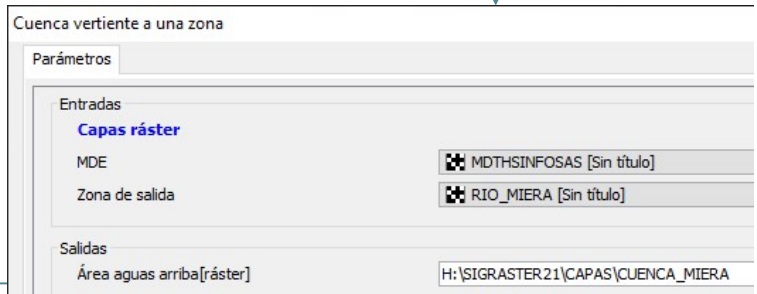 Cuenca vertiente a una zona
Parámetros
Entradas
Capas ráster
MDE MDTHSINFOSAS [Sin título]
Zona de salida RIO_MIERA [Sin título]
Salidas
Área aguas arriba[ráster] H:\SIGRASTER21\CAPAS\CUENCA_MIERA